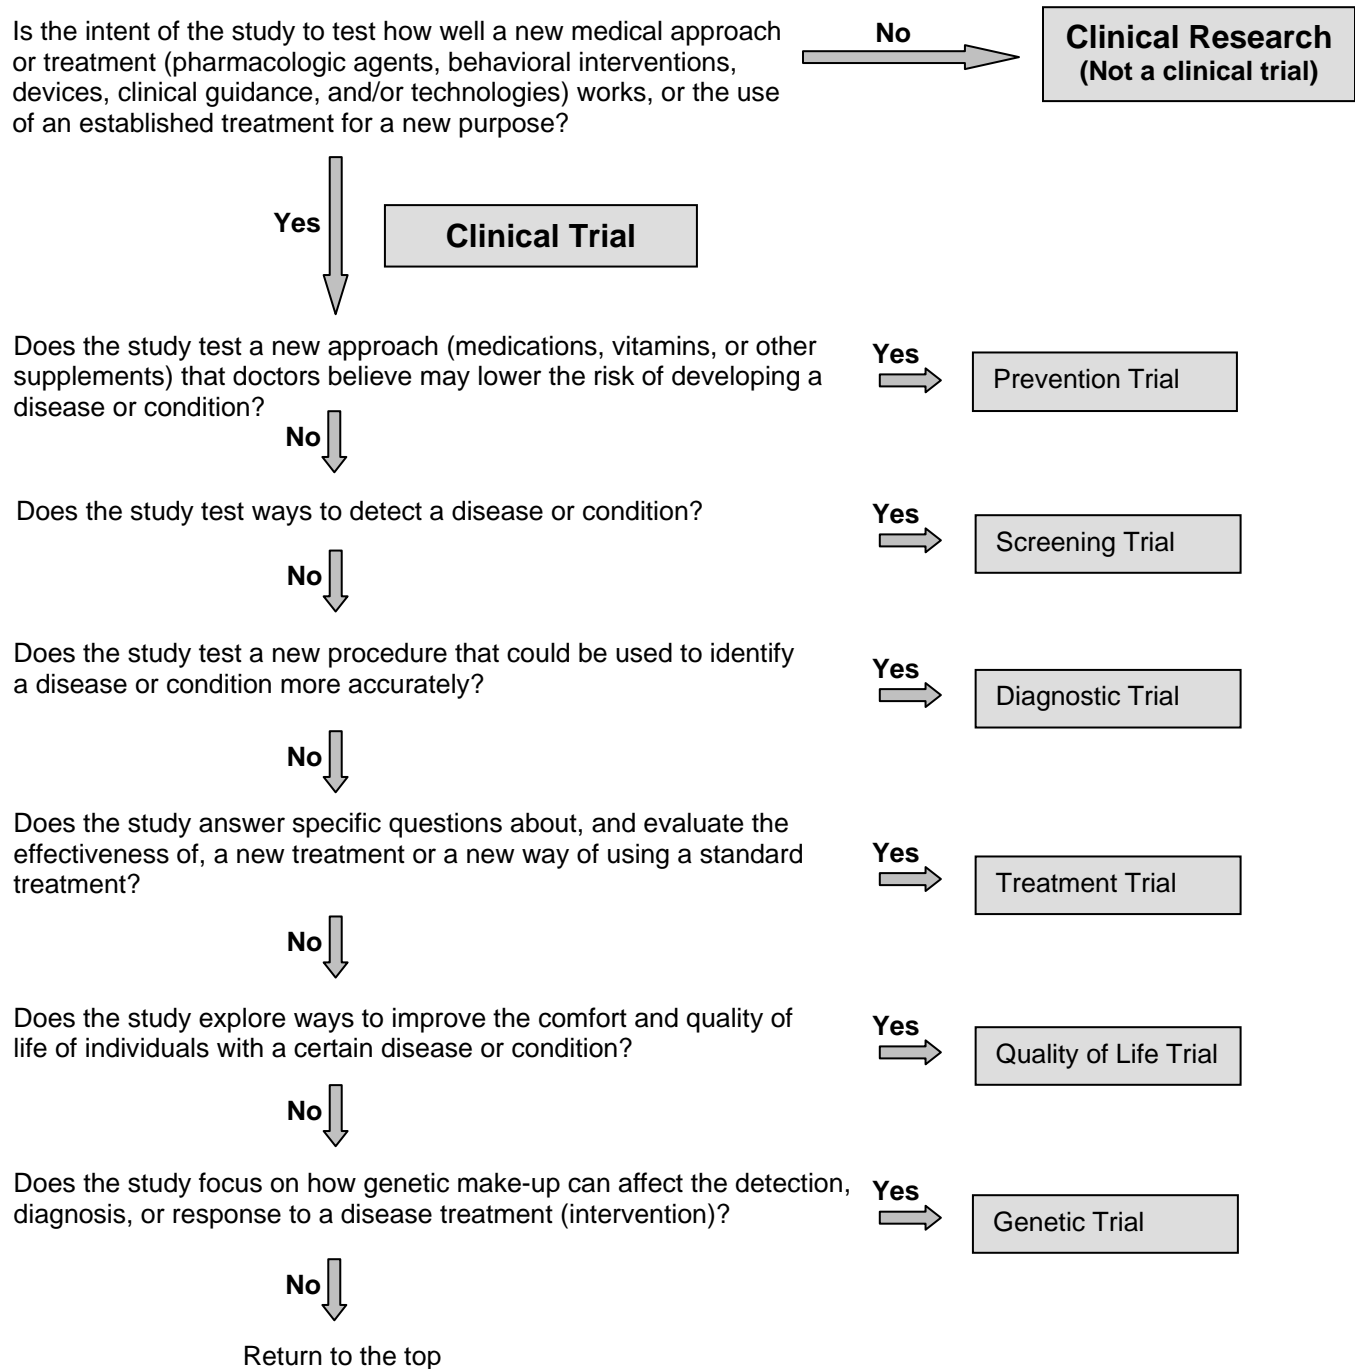 Is the intent of the study to test how well a new medical approach
or treatment (pharmacologic agents, behavioral interventions,
devices, clinical guidance, and/or technologies) works, or the use
of an established treatment for a new purpose?
No
Clinical Research
(Not a clinical trial)
Yes
Clinical Trial
Does the study test a new approach (medications, vitamins, or other
supplements) that doctors believe may lower the risk of developing a
disease or condition?
Yes
Prevention Trial
No
Does the study test ways to detect a disease or condition?
Yes
Screening Trial
No
Does the study test a new procedure that could be used to identify
a disease or condition more accurately?
Yes
Diagnostic Trial
No
Does the study answer specific questions about, and evaluate the
effectiveness of, a new treatment or a new way of using a standard
treatment?
Yes
Treatment Trial
No
Does the study explore ways to improve the comfort and quality of
life of individuals with a certain disease or condition?
Yes
Quality of Life Trial
No
Does the study focus on how genetic make-up can affect the detection,
diagnosis, or response to a disease treatment (intervention)?
Yes
Genetic Trial
No
Return to the top